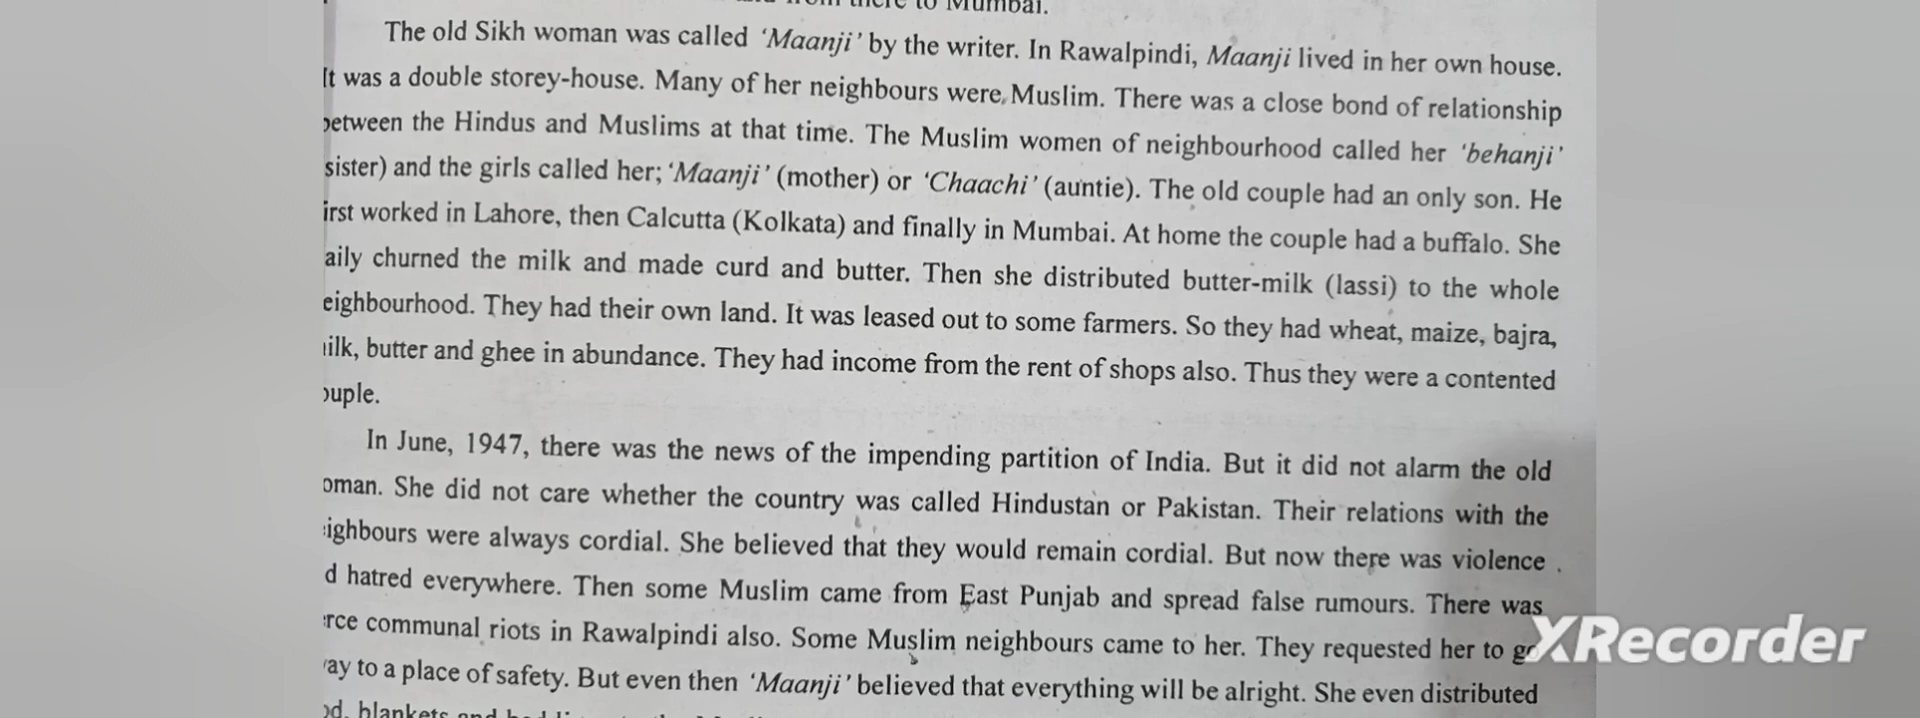 to Mumbai.
The old Sikh woman was called ‘Maanji’ by the writer. In Rawalpindi, Maanji lived in her own house.
It was a double storey-house. Many of her neighbours were Muslim. There was a close bond of relationship
between the Hindus and Muslims at that time. The Muslim women of neighbourhood called her ‘behanji’
sister) and the girls called her; ‘Maanji’ (mother) or ‘Chaachi’ (auntie). The old couple had an only son. He
irst worked in Lahore, then Calcutta (Kolkata) and finally in Mumbai. At home the couple had a buffalo. She
aily churned the milk and made curd and butter. Then she distributed butter-milk (lassi) to the whole
eighbourhood. They had their own land. It was leased out to some farmers. So they had wheat, maize, bajra,
ilk, butter and ghee in abundance. They had income from the rent of shops also. Thus they were a contented
ouple.
In June, 1947, there was the news of the impending partition of India. But it did not alarm the old
oman. She did not care whether the country was called Hindustan or Pakistan. Their relations with the
ighbours were always cordial. She believed that they would remain cordial. But now there was violence
d hatred everywhere. Then some Muslim came from East Punjab and spread false rumours. There was
rce communal riots in Rawalpindi also. Some Muslim neighbours came to her. They requested her to go
ay to a place of safety. But even then ‘Maanji’ believed that everything will be alright. She even distributed
blankets and
XRecorder